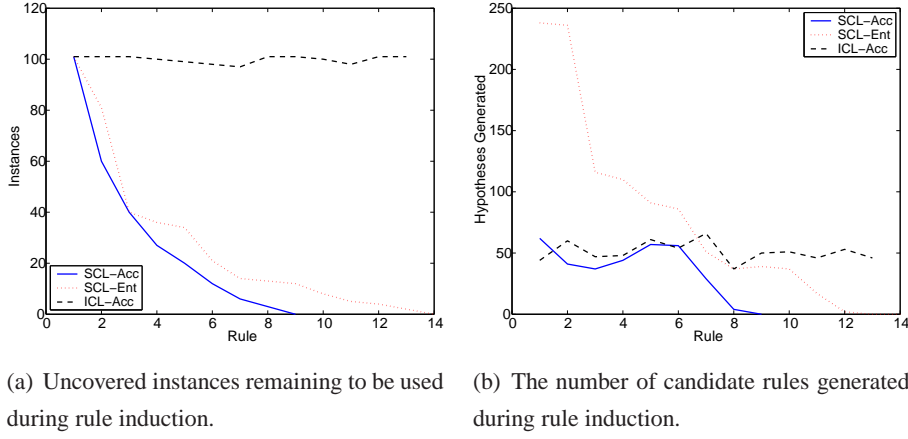 120
100
80
60
40
20
0
Instances
SCL−Acc
SCL−Ent
ICL−Acc
0 2 4 6 8 10 12 14
Rule
250
200
150
100
50
0
Hypotheses Generated
SCL−Acc
SCL−Ent
ICL−Acc
0 2 4 6 8 10 12 14
Rule
(a) Uncovered instances remaining to be used
during rule induction.
(b) The number of candidate rules generated
during rule induction.